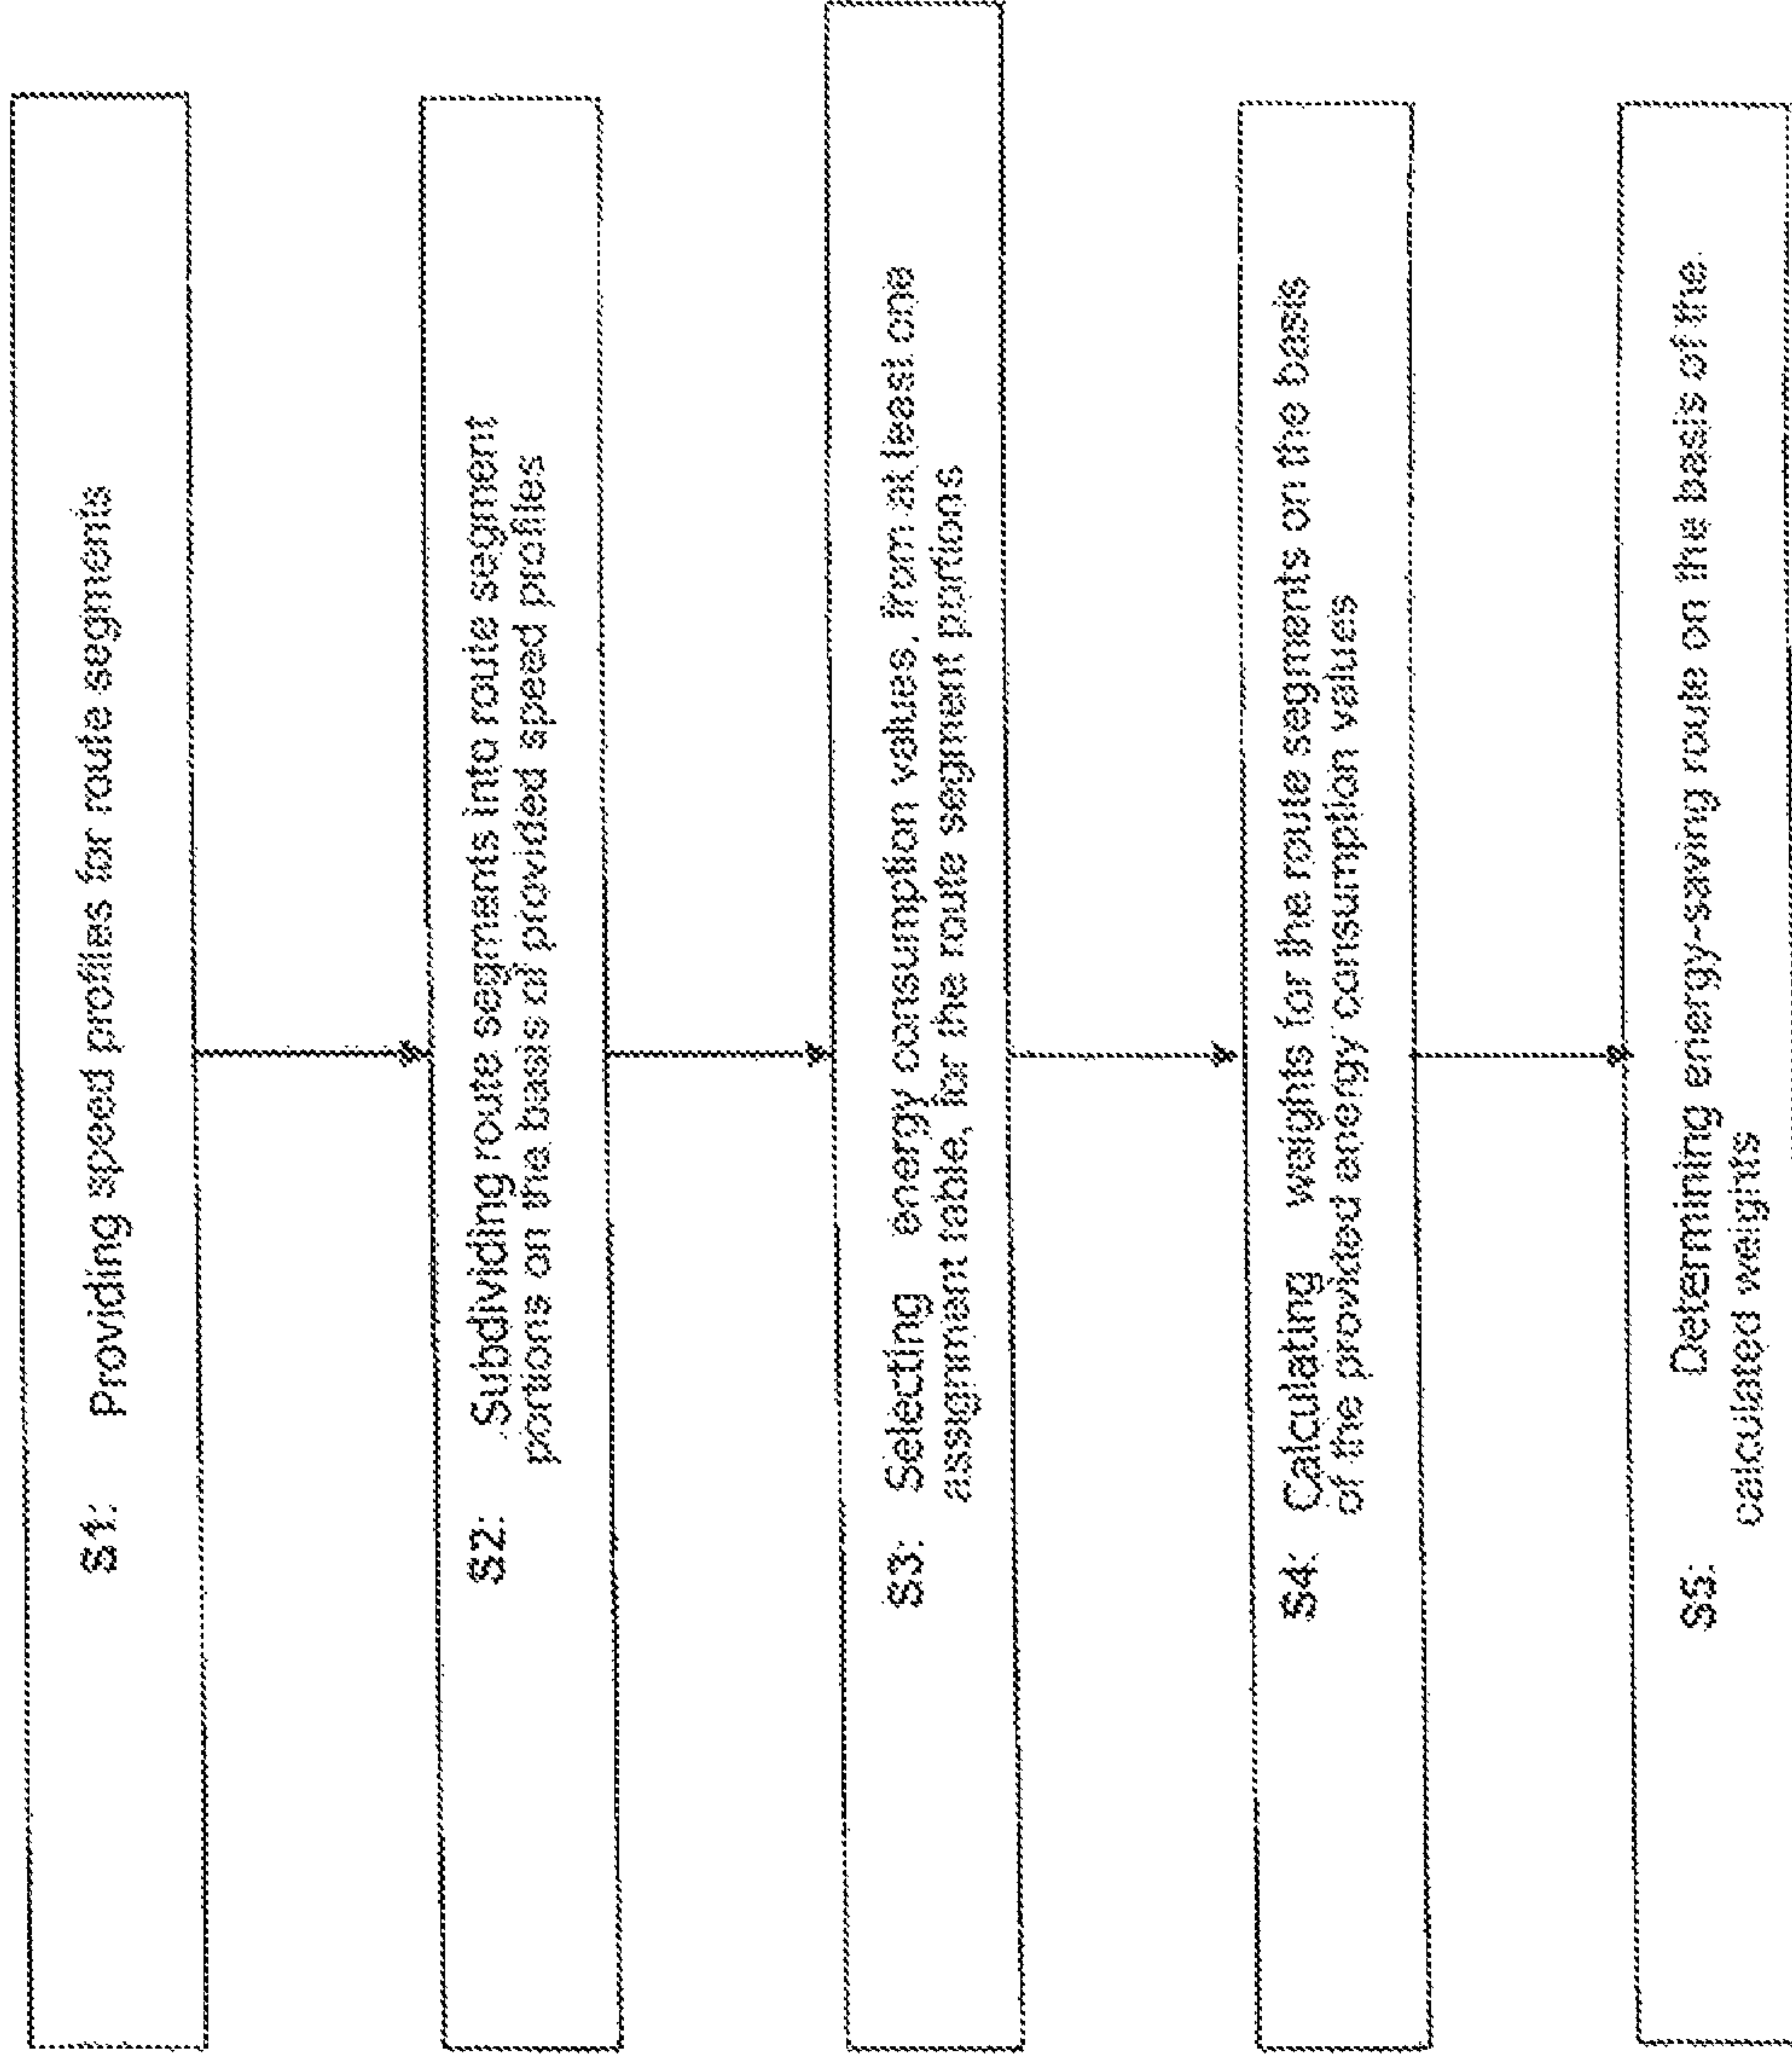 S1: Providing speed profiles for route segments
S2: Subdividing route segments into route segment
portions on the basis of provided speed profiles
S3: Selecting energy consumption values, from at least one
assignment table, for the route segment portions
S4: Calculating weights for the route segments on the basis
of the provided energy consumption values
S5: Determining energy-saving route on the basis of the
calculated weights